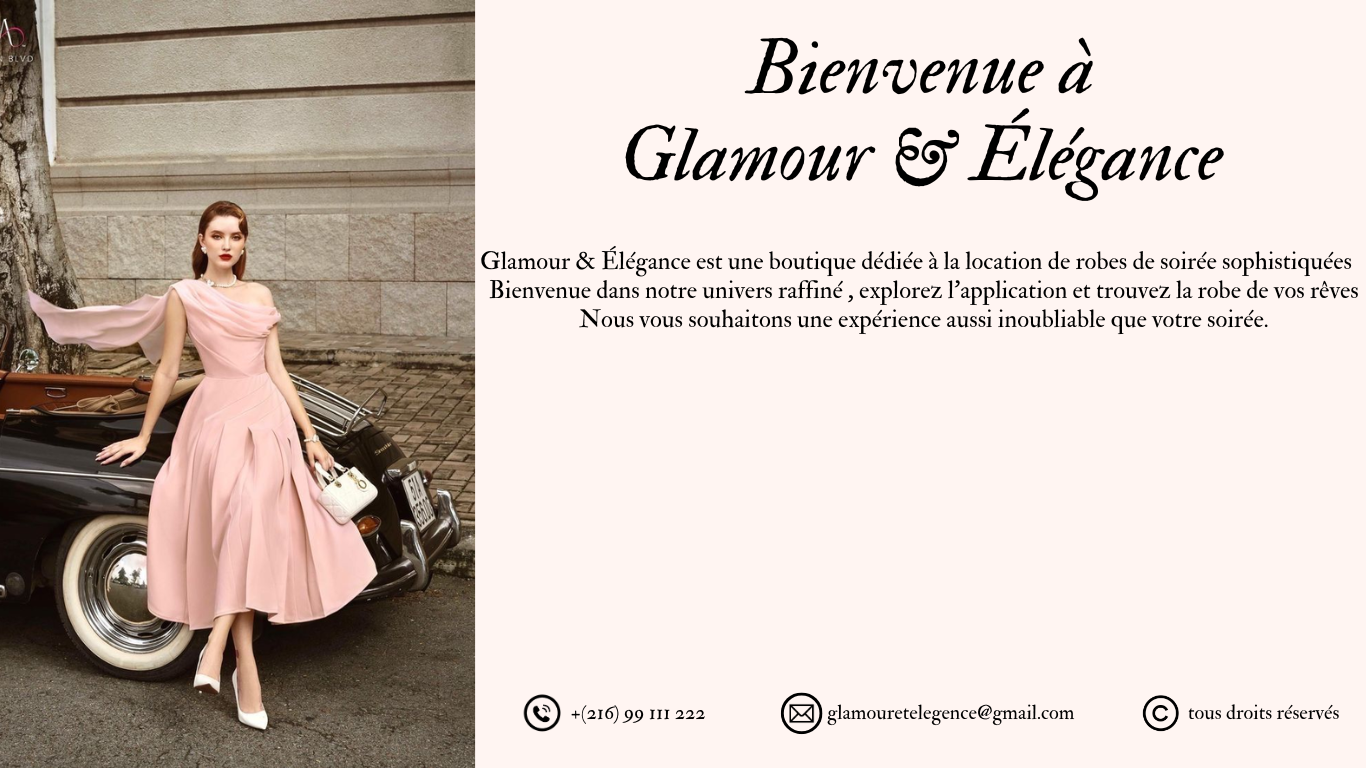 BLVD
Bienvenue à
Glamour & Élégance
Glamour & Élégance est une boutique dédiée à la location de robes de soirée sophistiquées
Bienvenue dans notre univers raffiné , explorez l'application et trouvez la robe de vos rêves
Nous vous souhaitons une expérience aussi inoubliable que votre soirée.
+(216) 99 111 222
glamouretelegence@gmail.com
© tous droits réservés